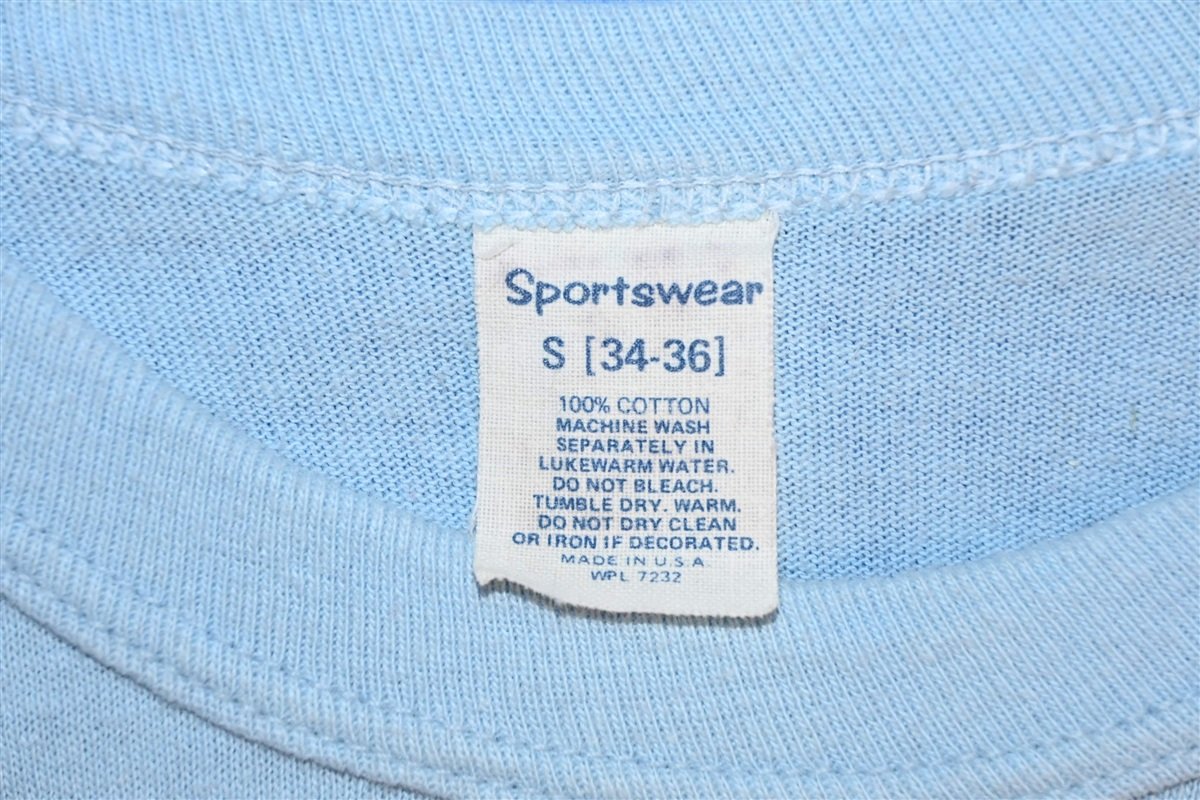 Sportswear
S [34-36]
100% COTTON
MACHINE WASH
SEPARATELY IN
LUKEWARM WATER.
DO NOT BLEACH.
TUMBLE DRY. WARM.
DO NOT DRY CLEAN
OR IRON IF DECORATED.
MADE IN U.S.A
WPL 7232